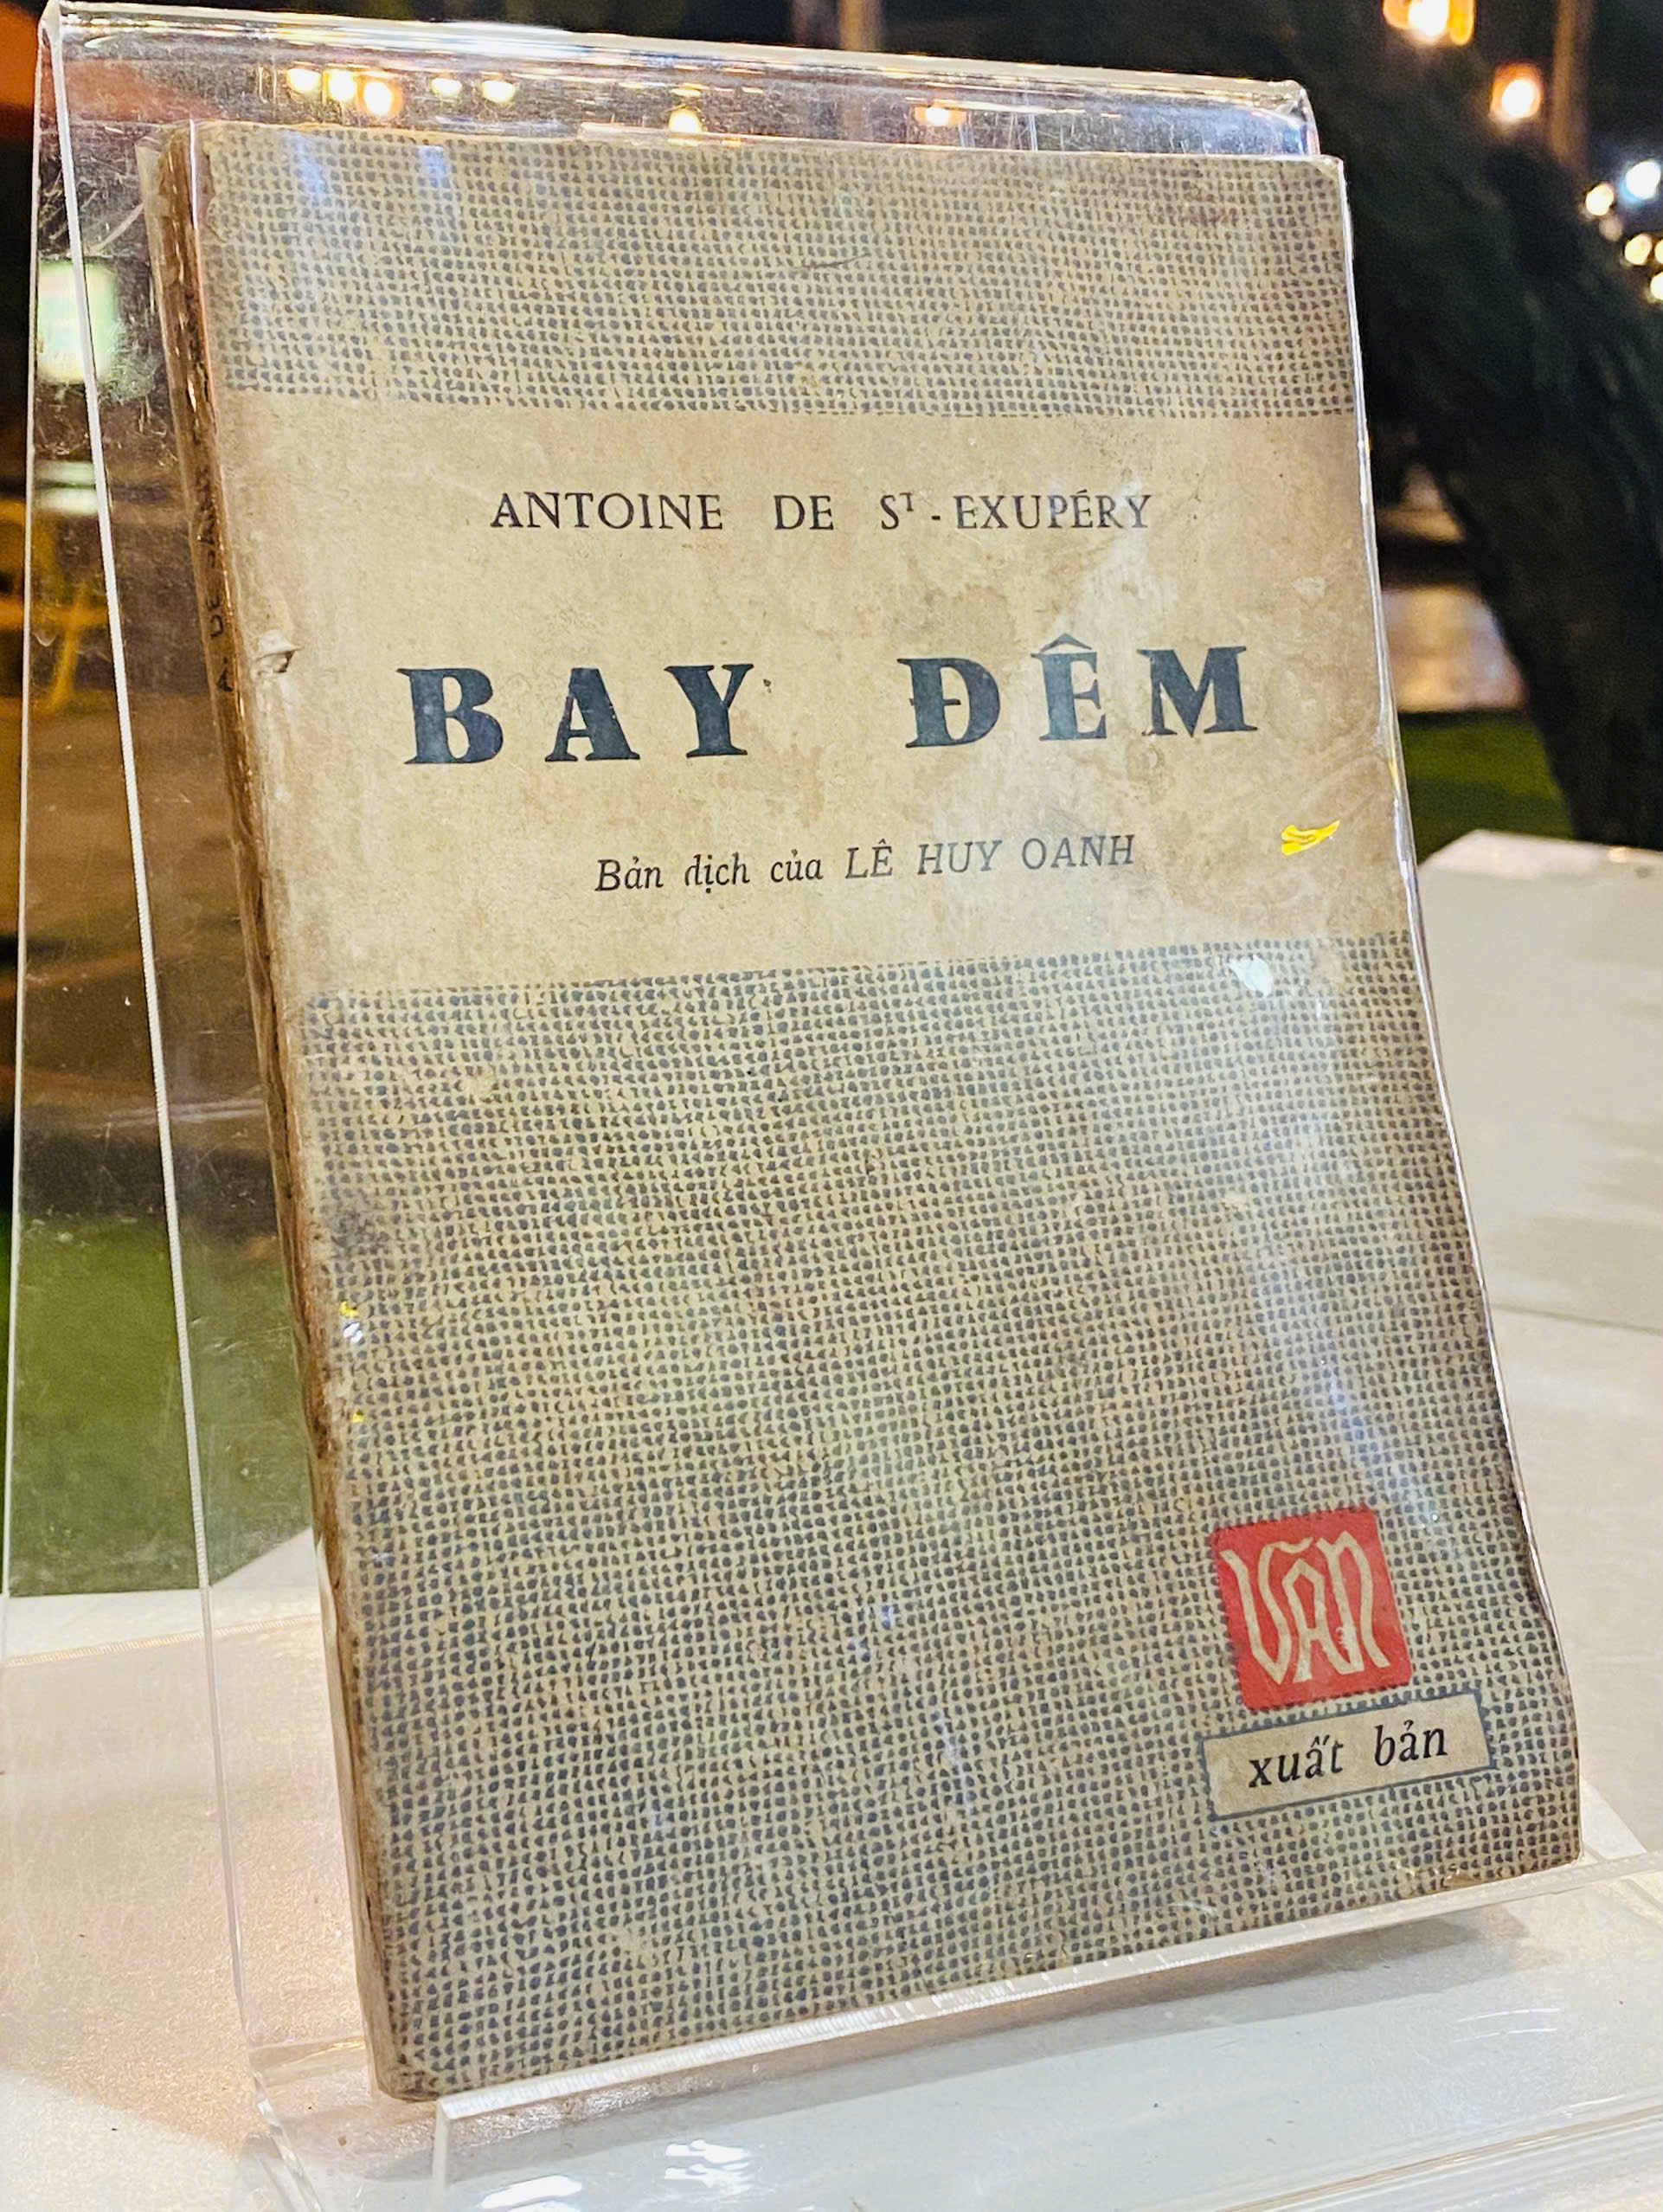 ANTOINE DE ST - EXUPÉRY
BAY ĐÊM
Bản dịch của LÊ HUY OANH
VĂN
xuất bản